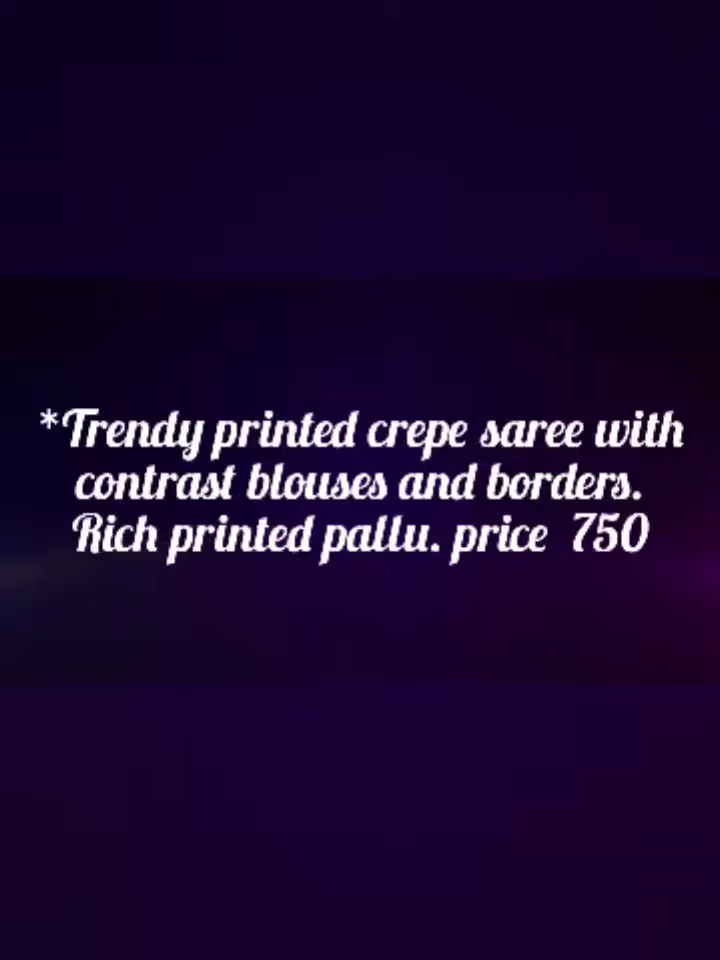 *Trendy printed crepe saree with
contrast blouses and borders.
Rich printed pallu. price  750